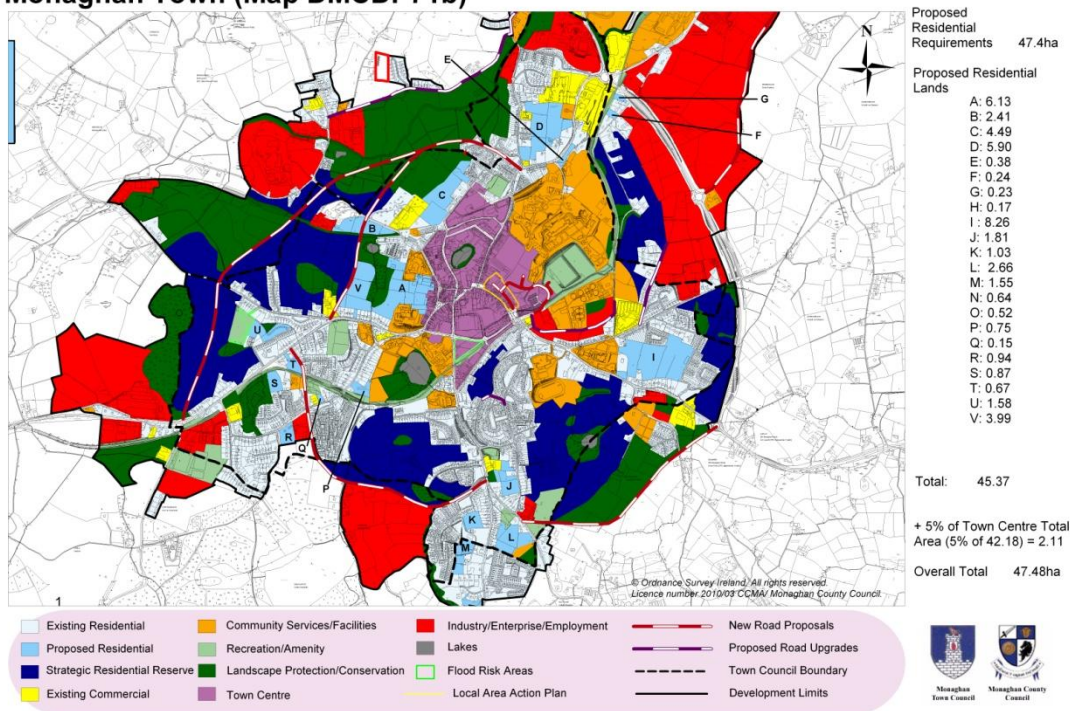 Monaghan Town (Map DMCDP 71b)
Proposed
Residential
Requirements 47.4ha
Proposed Residential
Lands
A: 6.13
B: 2.41
C: 4.49
D: 5.90
E: 0.38
F: 0.24
G: 0.23
H: 0.17
I : 8.26
J: 1.81
K: 1.03
L: 2.66
M: 1.55
N: 0.64
O: 0.52
P: 0.75
Q: 0.15
R: 0.94
S: 0.87
T: 0.67
U: 1.58
V: 3.99
Total: 45.37
+ 5% of Town Centre Total
Area (5% of 42.18) = 2.11
Overall Total 47.48ha
N
E
G
D
F
C
B
V
A
U
T
I
S
R
Q
P
J
K
L
M
1
© Ordnance Survey Ireland. All rights reserved.
Licence number 2010/03 CCMA/ Monaghan County Council
Existing Residential
Proposed Residential
Strategic Residential Reserve
Existing Commercial
Community Services/Facilities
Recreation/Amenity
Landscape Protection/Conservation
Town Centre
Industry/Enterprise/Employment
Lakes
Flood Risk Areas
Local Area Action Plan
New Road Proposals
Proposed Road Upgrades
Town Council Boundary
Development Limits
Monaghan
Town Council
Monaghan County
Council